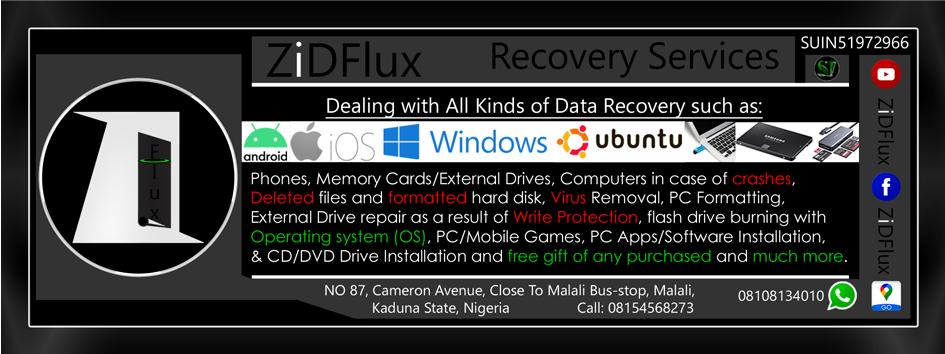 ZiDFlux Recovery Services
SUIN51972966
Dealing with All Kinds of Data Recovery such as:
android
iOS
Windows
ubuntu
SAMSUNG
Flux
Phones, Memory Cards/External Drives, Computers in case of crashes,
Deleted files and formatted hard disk, Virus Removal, PC Formatting,
External Drive repair as a result of Write Protection, flash drive burning with
Operating system (OS), PC/Mobile Games, PC Apps/Software Installation,
& CD/DVD Drive Installation and free gift of any purchased and much more.
ZiDFlux
ZiDFlux
NO 87, Cameron Avenue, Close To Malali Bus-stop, Malali,
Kaduna State, Nigeria Call: 08154568273
08108134010
GO